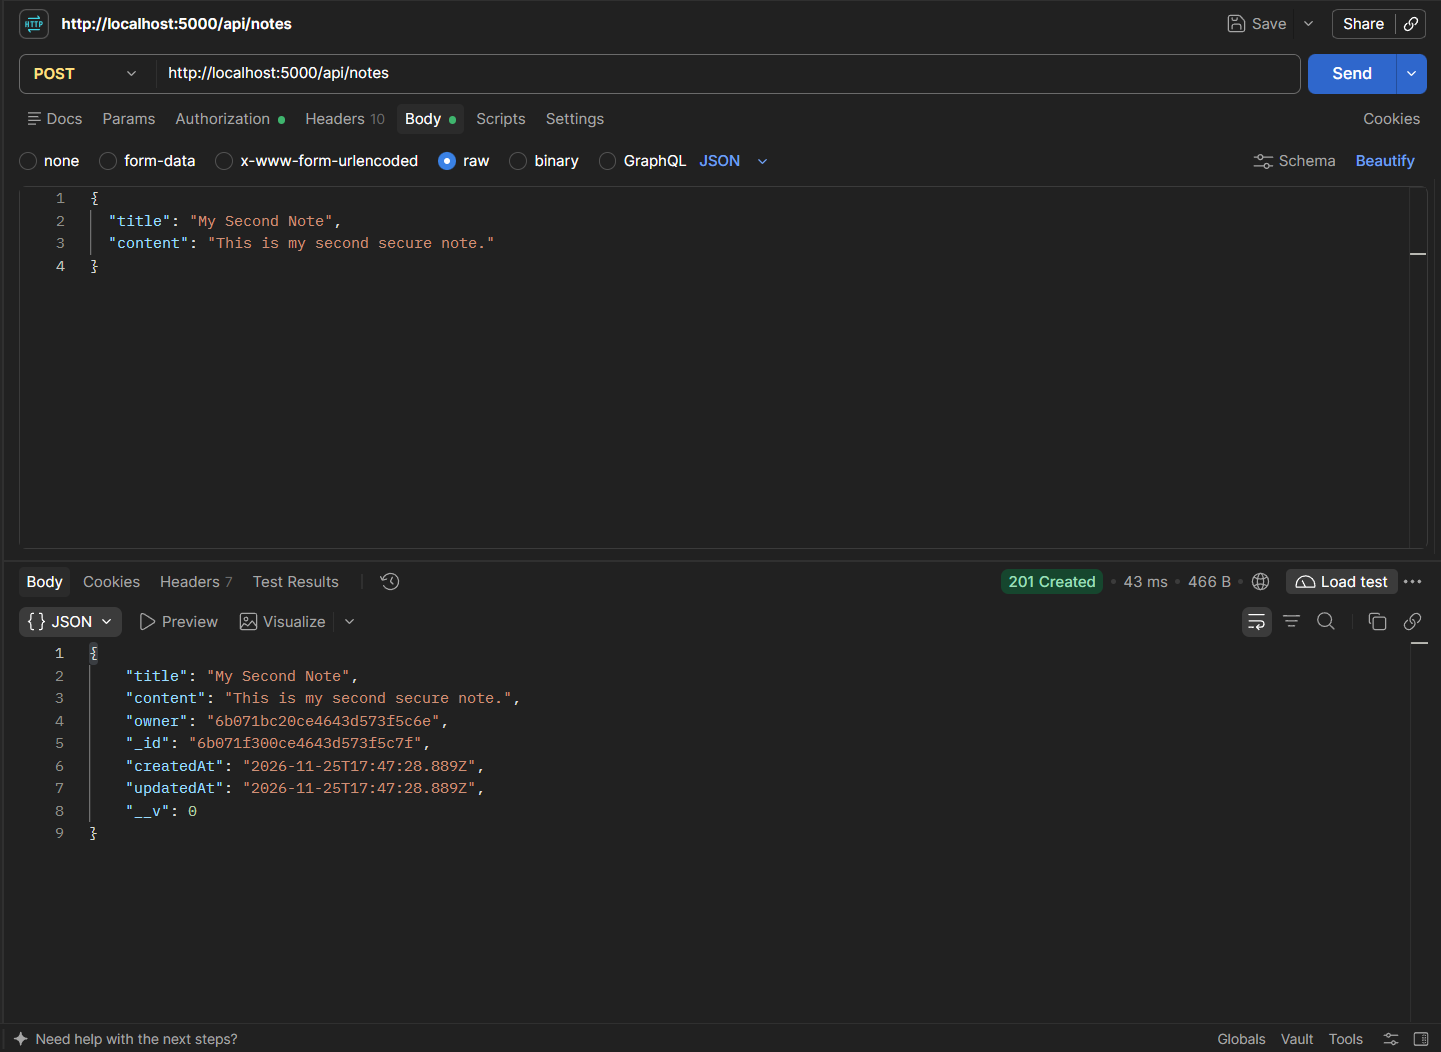 HTTP http://localhost:5000/api/notes Save Share
POST http://localhost:5000/api/notes Send
Docs Params Authorization Headers 10 Body Scripts Settings Cookies
none form-data x-www-form-urlencoded raw binary GraphQL JSON Schema Beautify
1 {
2 "title": "My Second Note",
3 "content": "This is my second secure note."
4 }
Body Cookies Headers 7 Test Results 201 Created • 43 ms • 466 B • Load test
{} JSON Preview Visualize
1 {
2 "title": "My Second Note",
3 "content": "This is my second secure note.",
4 "owner": "6b071bc20ce4643d573f5c6e",
5 "_id": "6b071f300ce4643d573f5c7f",
6 "createdAt": "2026-11-25T17:47:28.889Z",
7 "updatedAt": "2026-11-25T17:47:28.889Z",
8 "__v": 0
9 }
Need help with the next steps? Globals Vault Tools